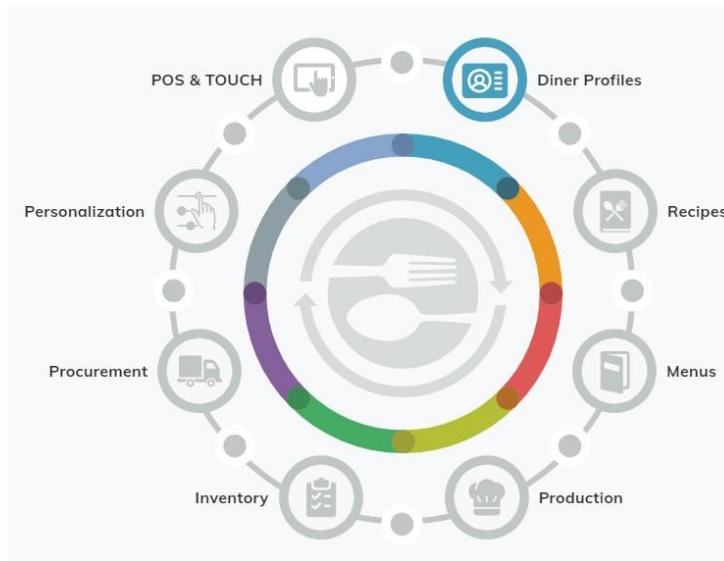 POS & TOUCH
Diner Profiles
Personalization
Recipes
Procurement
Menus
Inventory
Production